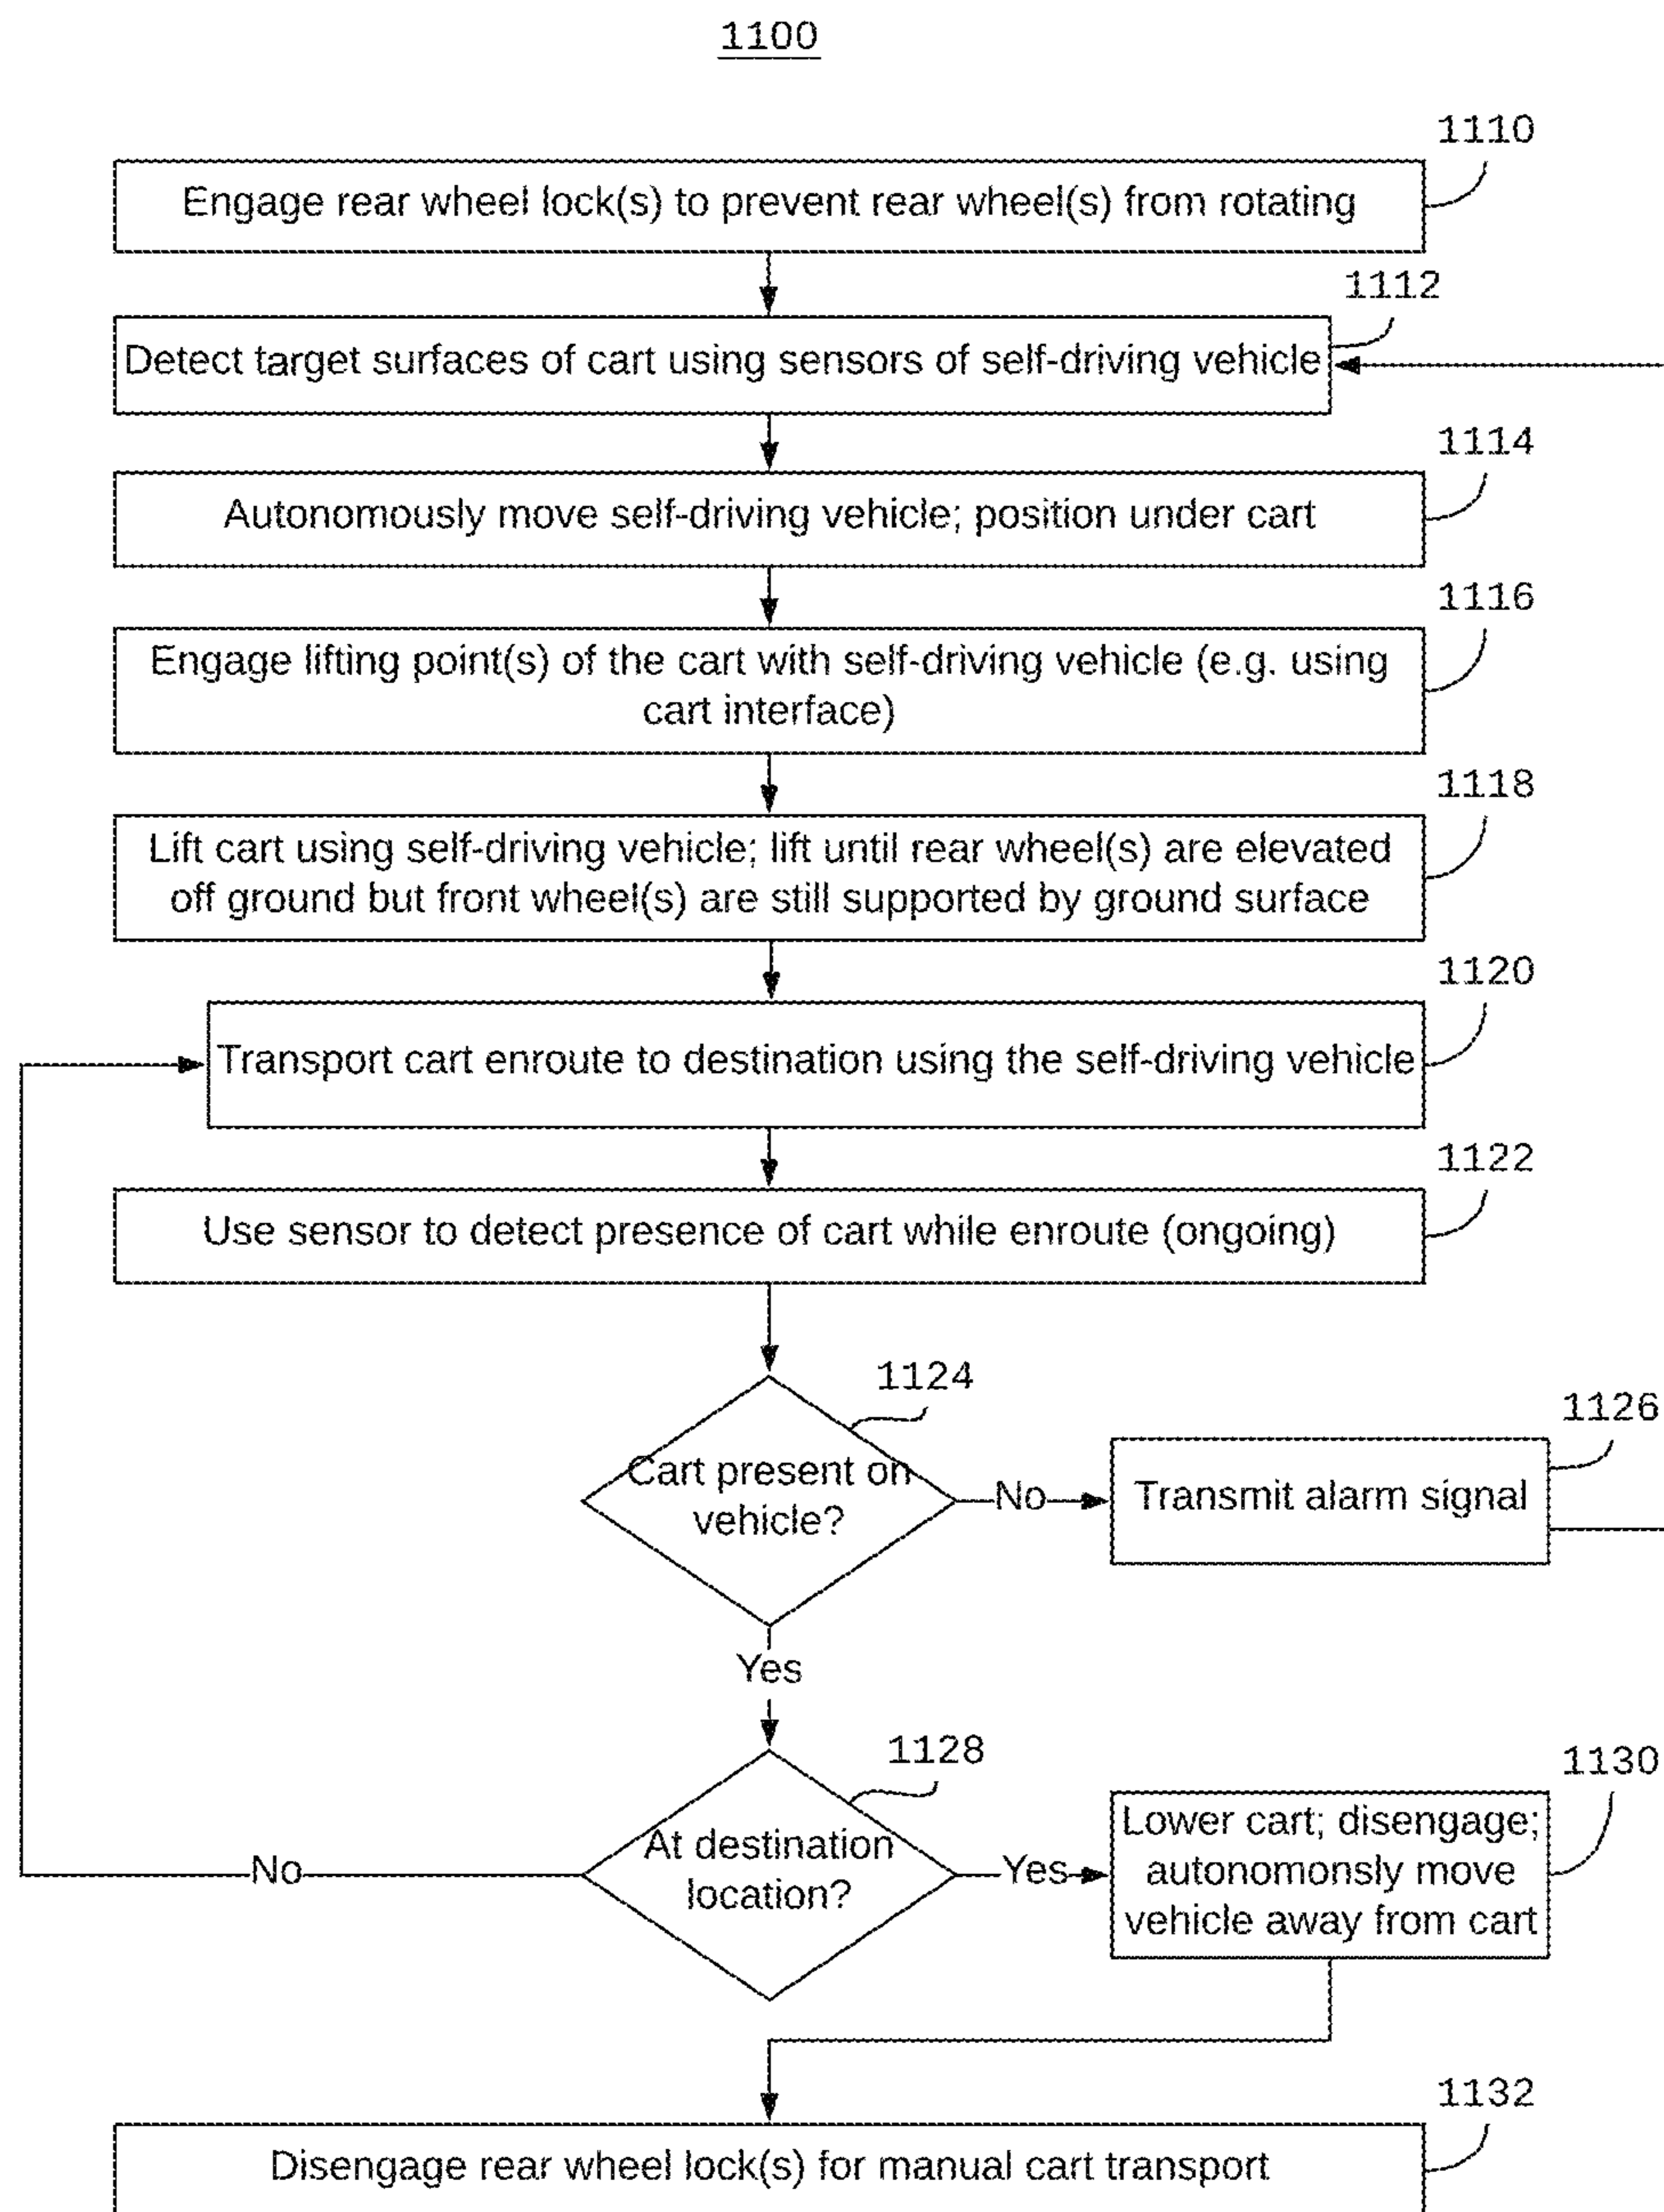 1100
1110
Engage rear wheel lock(s) to prevent rear wheel(s) from rotating
1112
Detect target surfaces of cart using sensors of self-driving vehicle
1114
Autonomously move self-driving vehicle; position under cart
1116
Engage lifting point(s) of the cart with self-driving vehicle (e.g. using
cart interface)
1118
Lift cart using self-driving vehicle; lift until rear wheel(s) are elevated
off ground but front wheel(s) are still supported by ground surface
1120
Transport cart enroute to destination using the self-driving vehicle
1122
Use sensor to detect presence of cart while enroute (ongoing)
1124
Cart present on
vehicle?
No
1126
Transmit alarm signal
Yes
1128
At destination
location?
No
Yes
1130
Lower cart; disengage;
autonomonsly move
vehicle away from cart
1132
Disengage rear wheel lock(s) for manual cart transport